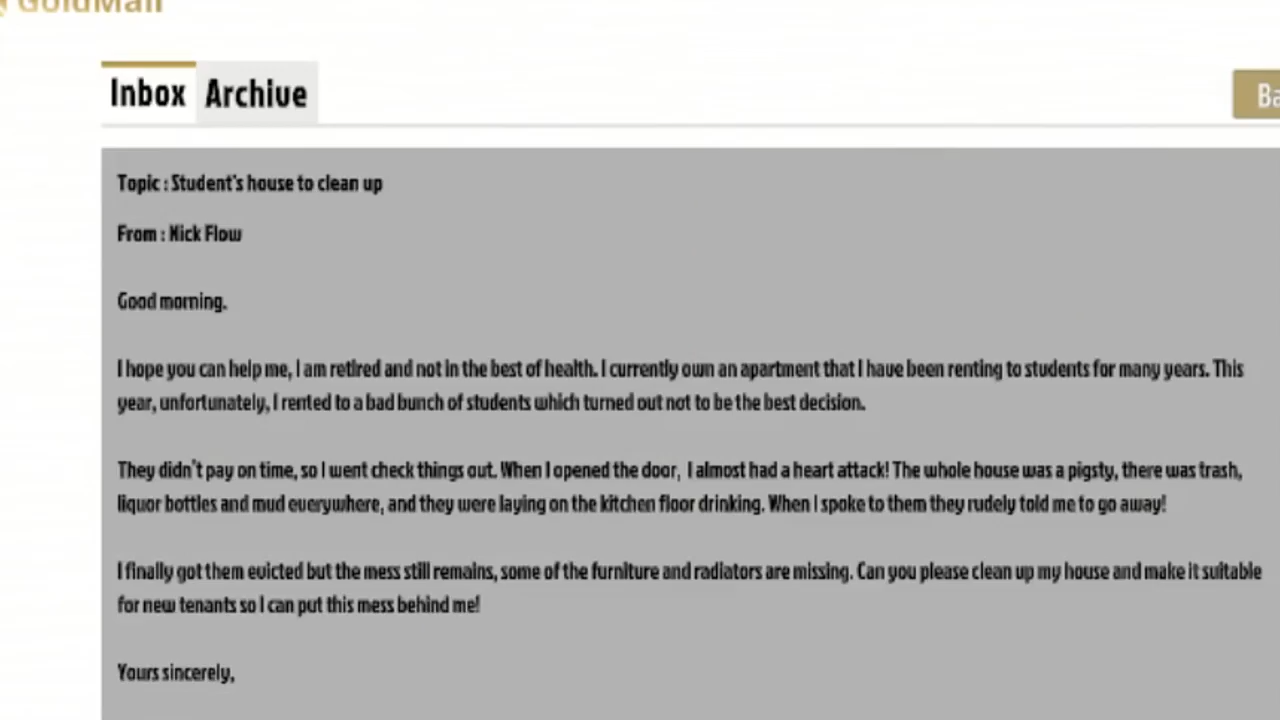 GoldMail
Inbox Archive
Topic : Student's house to clean up
From : Nick Flow
Good morning.
I hope you can help me, I am retired and not in the best of health. I currently own an apartment that I have been renting to students for many years. This
year, unfortunately, I rented to a bad bunch of students which turned out not to be the best decision.
They didn't pay on time, so I went check things out. When I opened the door, I almost had a heart attack! The whole house was a pigsty, there was trash,
liquor bottles and mud everywhere, and they were laying on the kitchen floor drinking. When I spoke to them they rudely told me to go away!
I finally got them evicted but the mess still remains, some of the furniture and radiators are missing. Can you please clean up my house and make it suitable
for new tenants so I can put this mess behind me!
Yours sincerely,